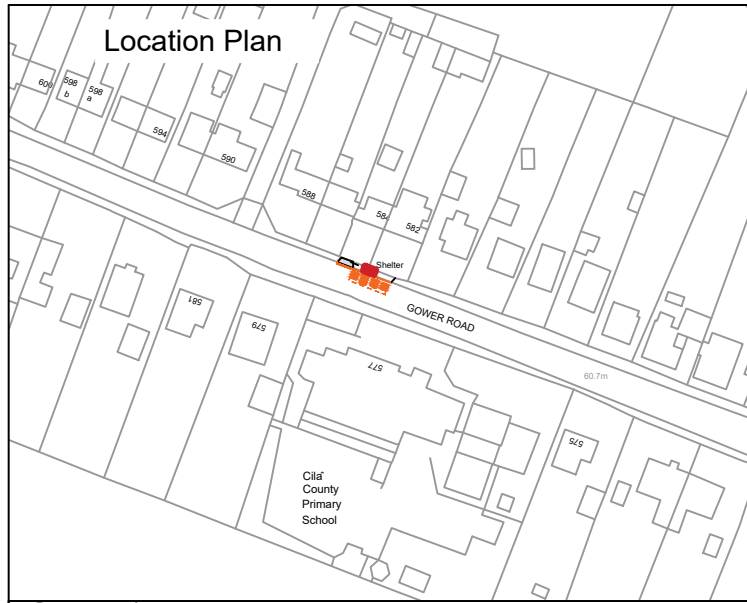 Location Plan
600
598
b
598
a
594
590
588
584
582
Shelter
GOWER ROAD
60.7m
581
579
577
575
Cila
County
Primary
School